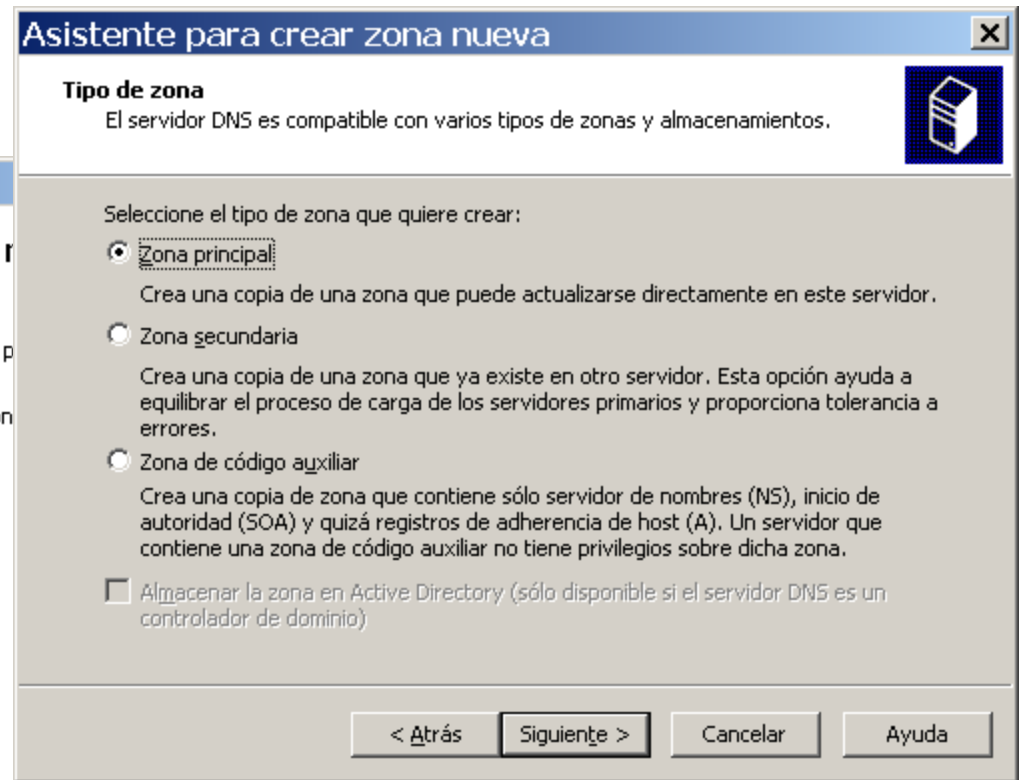 Asistente para crear zona nueva
Tipo de zona
El servidor DNS es compatible con varios tipos de zonas y almacenamientos.
Seleccione el tipo de zona que quiere crear:
Zona principal
Crea una copia de una zona que puede actualizarse directamente en este servidor.
Zona secundaria
Crea una copia de una zona que ya existe en otro servidor. Esta opción ayuda a
equilibrar el proceso de carga de los servidores primarios y proporciona tolerancia a
errores.
Zona de código auxiliar
Crea una copia de zona que contiene sólo servidor de nombres (NS), inicio de
autoridad (SOA) y quizá registros de adherencia de host (A). Un servidor que
contiene una zona de código auxiliar no tiene privilegios sobre dicha zona.
Almacenar la zona en Active Directory (sólo disponible si el servidor DNS es un
controlador de dominio)
< Atrás Siguiente > Cancelar Ayuda